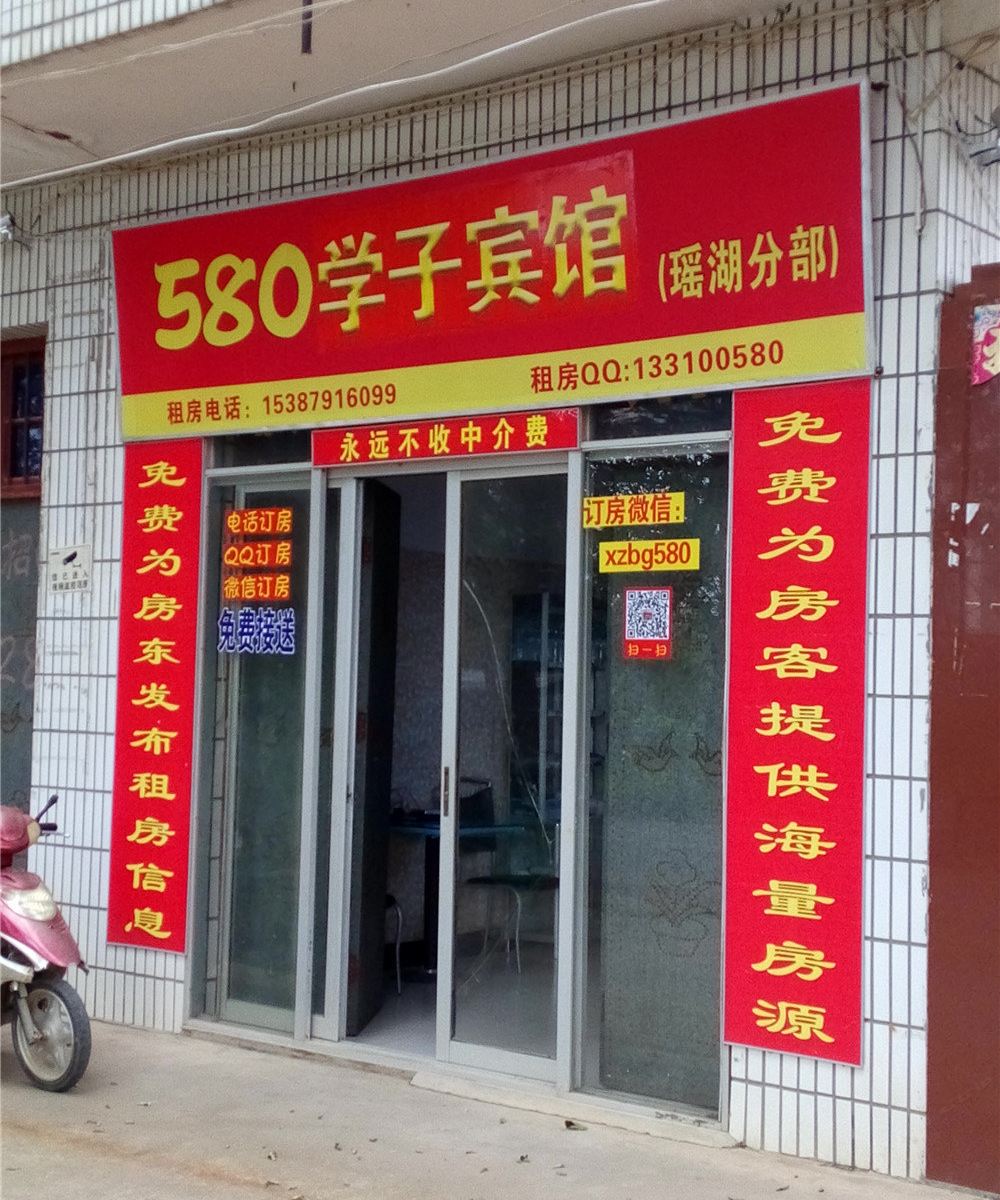 580学子宾馆
(瑶湖分部)
租房电话：15387916099
租房QQ:133100580
永远不收中介费
免费为房东发布租房信息
电话订房
QQ订房
微信订房
免费接送
订房微信：
xzbg580
扫一扫
免费为房客提供海量房源